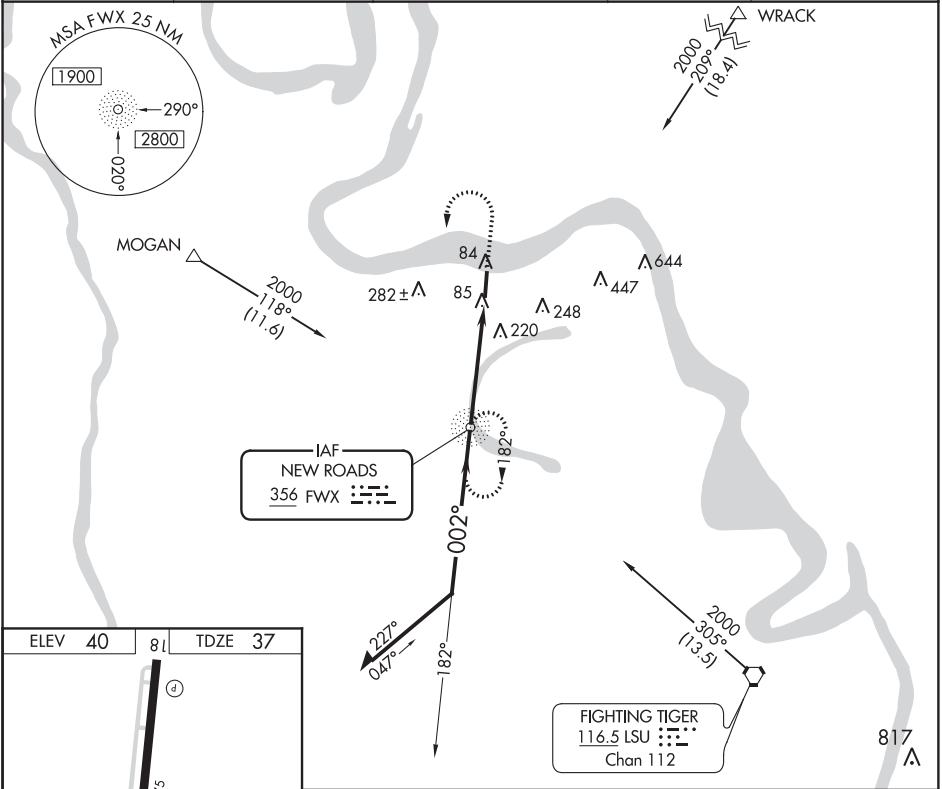 MSA FWX 25 NM
1900
290°
2800
020°
WRACK
2000
209°
(18.4)
MOGAN
2000
118°
(11.6)
84
282 ±
85
644
447
248
220
IAF
NEW ROADS
356 FWX
182°
002°
227°
047°
182°
2000
305°
(13.5)
FIGHTING TIGER
116.5 LSU
Chan 112
817
ELEV 40
18
TDZE 37
P